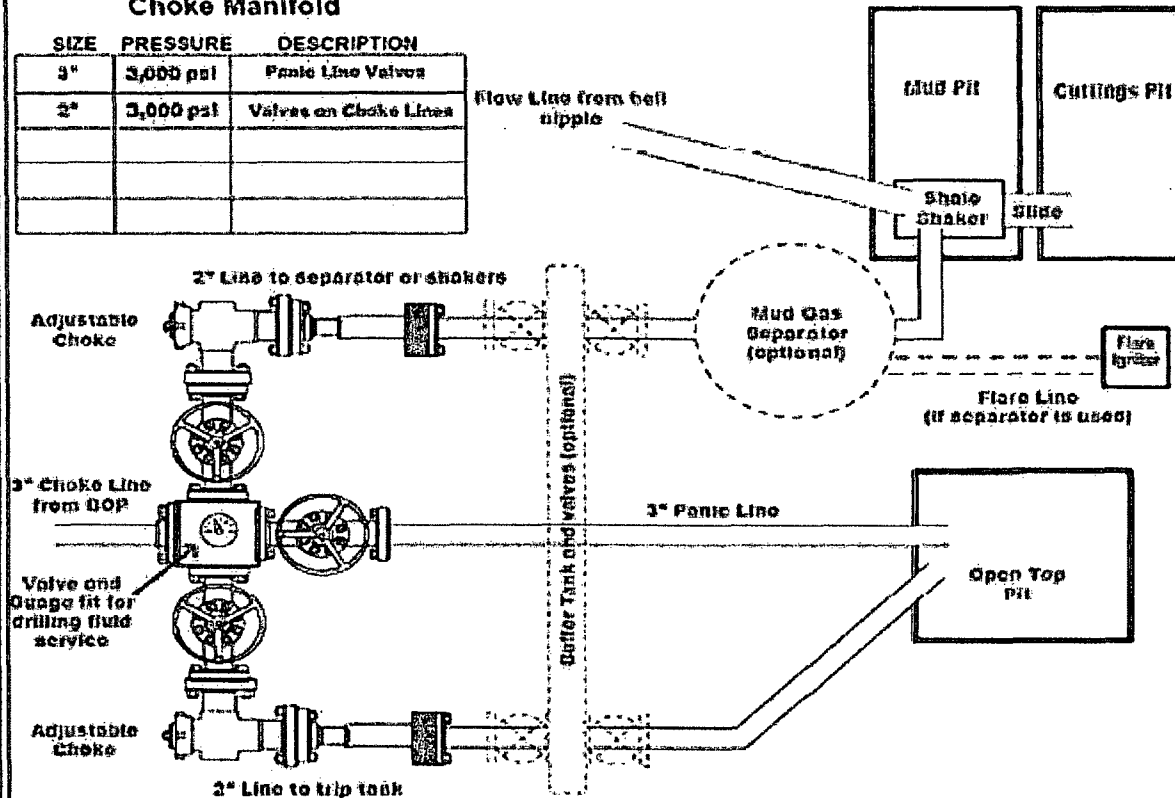 Choke Manifold
SIZE PRESSURE DESCRIPTION
3" 3,000 psi Panic Line Valves
2" 3,000 psi Valves on Choke Lines
Flow Line from bell
nipple
Mud Pit
Cuttings Pit
Shale
Shaker
Slide
2" Line to separator or shakers
Adjustable
Choke
Mud Gas
Separator
(optional)
Flare
Igniter
Flare Line
(if separator is used)
Buffer Tank and valves (optional)
3" Choke Line
from BOP
3" Panic Line
Valve and
Guage fit for
drilling fluid
service
Open Top
Pit
Adjustable
Choke
2" Line to trip tank